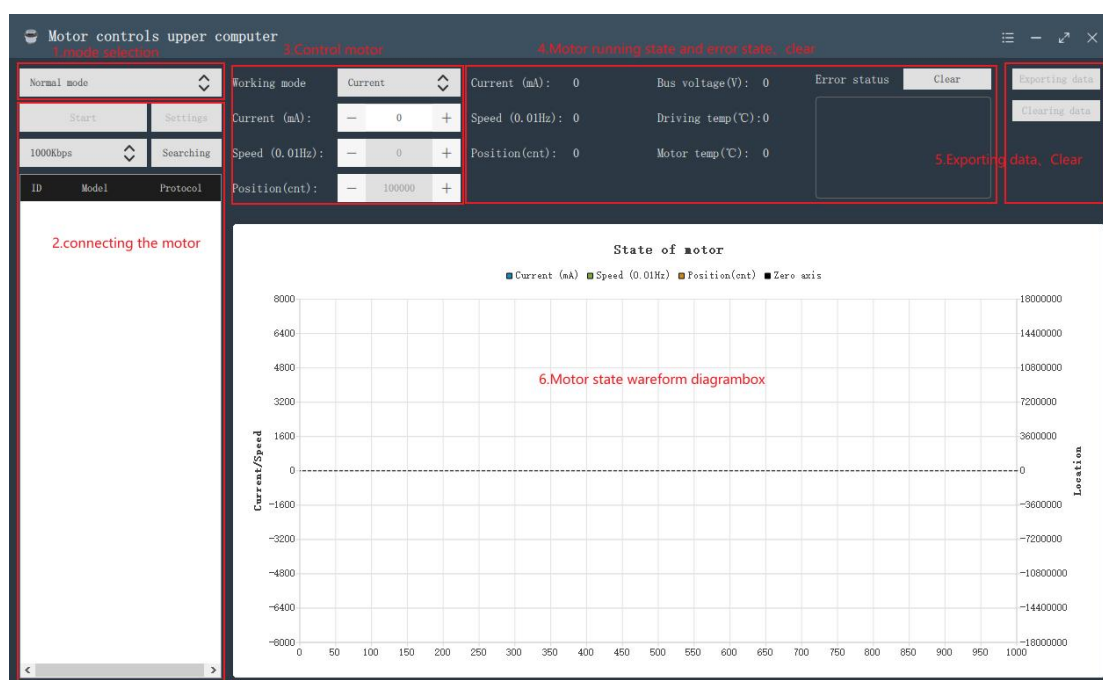 Motor controls upper computer
1.mode selection
3.Control motor
4.Motor running state and error state、clear
Normal mode
Working mode
Current
Current (mA): 0
Bus voltage(V): 0
Error status
Clear
Exporting data
Start
Settings
Current (mA):
— 0 +
Speed (0.01Hz): 0
Driving temp(℃):0
Clearing data
1000Kbps
Searching
Speed (0.01Hz):
— 0 +
Position(cnt): 0
Motor temp(℃): 0
5.Exporting data、Clear
ID Model Protocol
Position(cnt):
— 100000 +
2.connecting the motor
State of motor
Current (mA) Speed (0.01Hz) Position(cnt) Zero axis
8000
18000000
6400
14400000
4800
10800000
6.Motor state wareform diagrambox
3200
7200000
1600
3600000
0
0
-1600
-3600000
-3200
-7200000
-4800
-10800000
-6400
-14400000
-8000
-18000000
Current/Speed
Location
0 50 100 150 200 250 300 350 400 450 500 550 600 650 700 750 800 850 900 950 1000